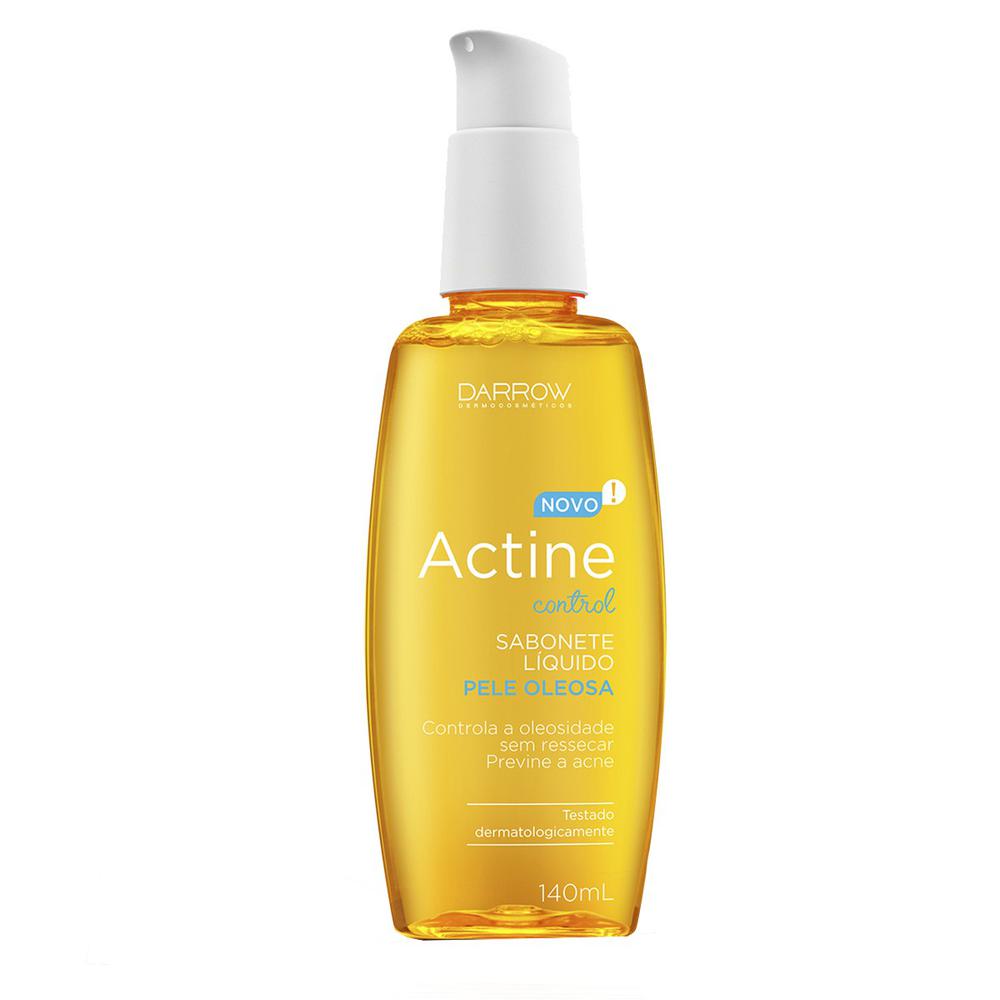 DARROW
DERMOCOSMÉTICOS
NOVO!
Actine
control
SABONETE
LÍQUIDO
PELE OLEOSA
Controla a oleosidade
sem ressecar
Previne a acne
Testado
dermatologicamente
140mL